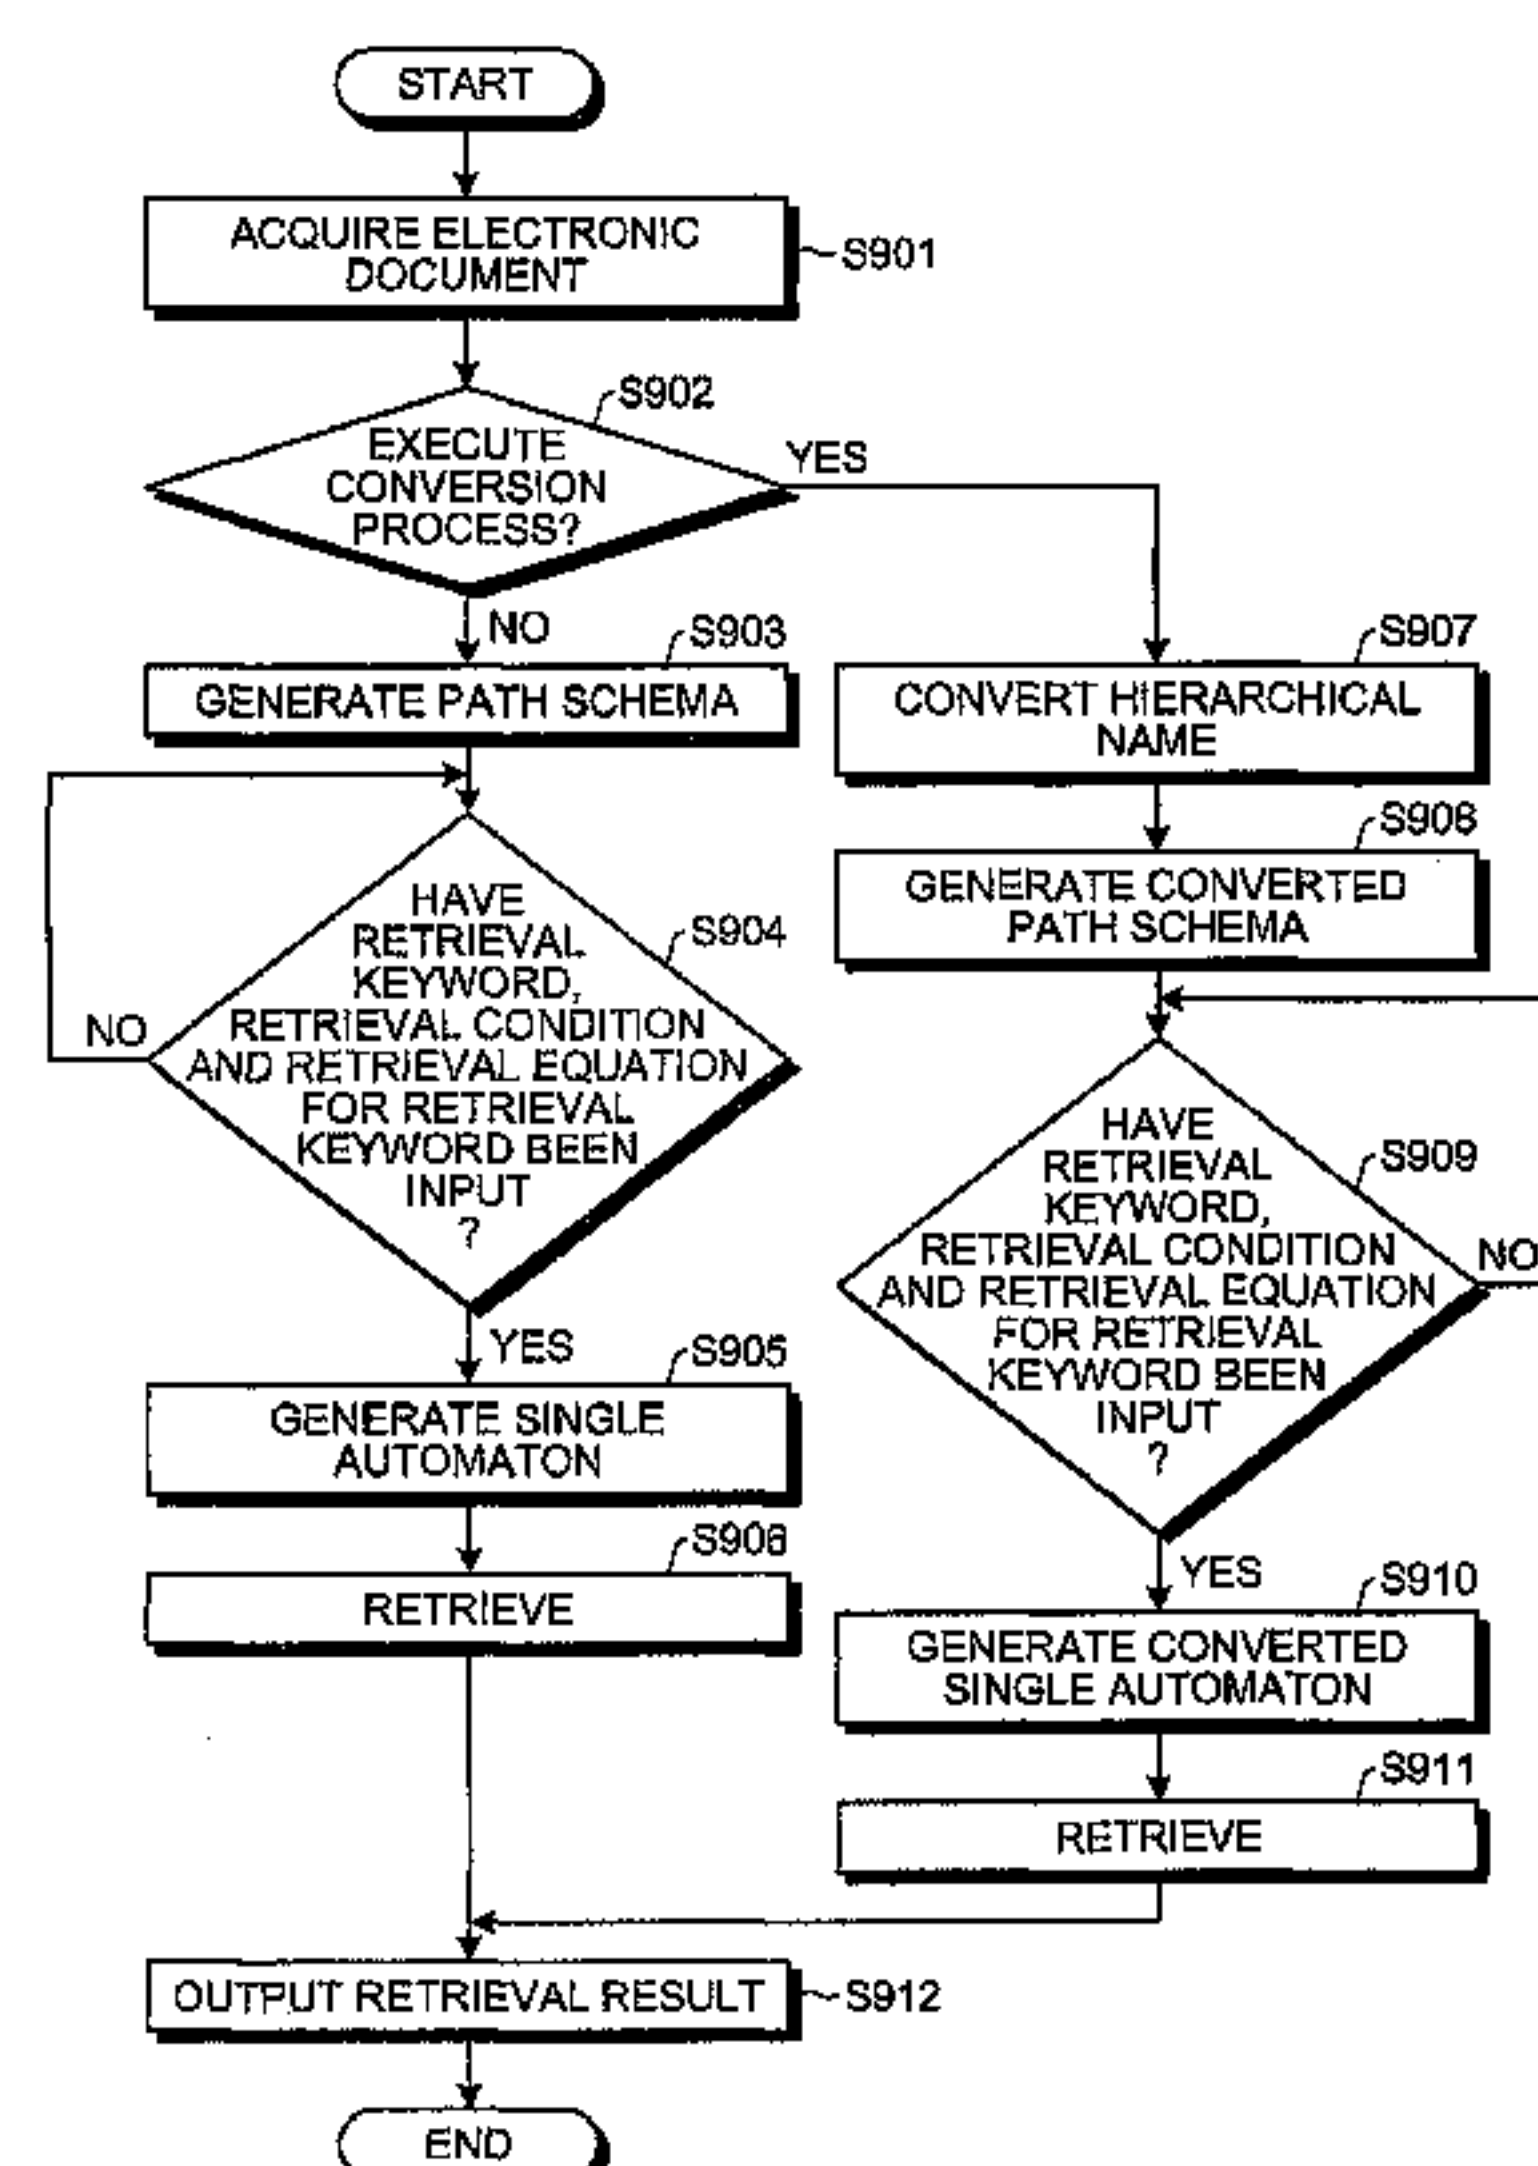 START
ACQUIRE ELECTRONIC
DOCUMENT
S901
S902
EXECUTE
CONVERSION
PROCESS?
YES
NO
S903
GENERATE PATH SCHEMA
S904
HAVE
RETRIEVAL
KEYWORD,
RETRIEVAL CONDITION
AND RETRIEVAL EQUATION
FOR RETRIEVAL
KEYWORD BEEN
INPUT
?
NO
YES
S905
GENERATE SINGLE
AUTOMATON
S906
RETRIEVE
S907
CONVERT HIERARCHICAL
NAME
S908
GENERATE CONVERTED
PATH SCHEMA
S909
HAVE
RETRIEVAL
KEYWORD,
RETRIEVAL CONDITION
AND RETRIEVAL EQUATION
FOR RETRIEVAL
KEYWORD BEEN
INPUT
?
NO
YES
S910
GENERATE CONVERTED
SINGLE AUTOMATON
S911
RETRIEVE
OUTPUT RETRIEVAL RESULT
S912
END